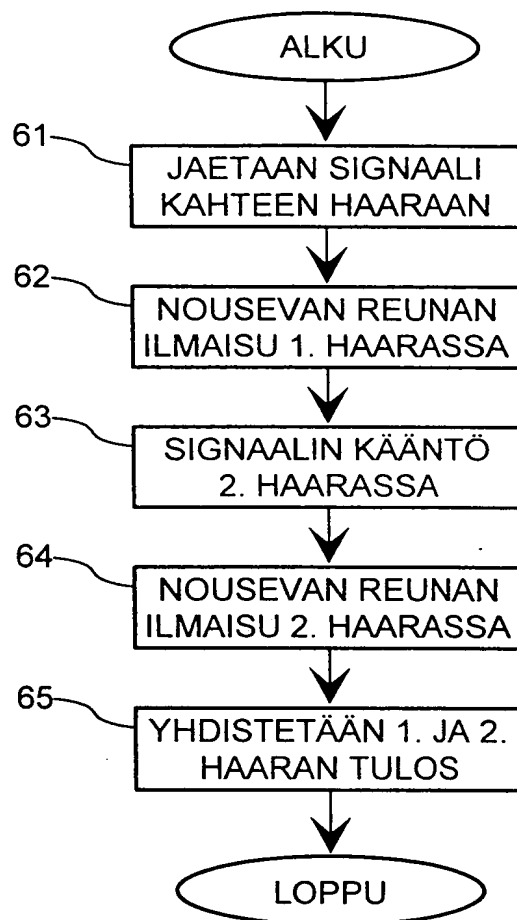 ALKU
61
JAETAAN SIGNAALI
KAHTEEN HAARAAN
62
NOUSEVAN REUNAN
ILMAISU 1. HAARASSA
63
SIGNAALIN KÄÄNTÖ
2. HAARASSA
64
NOUSEVAN REUNAN
ILMAISU 2. HAARASSA
65
YHDISTETÄÄN 1. JA 2.
HAARAN TULOS
LOPPU